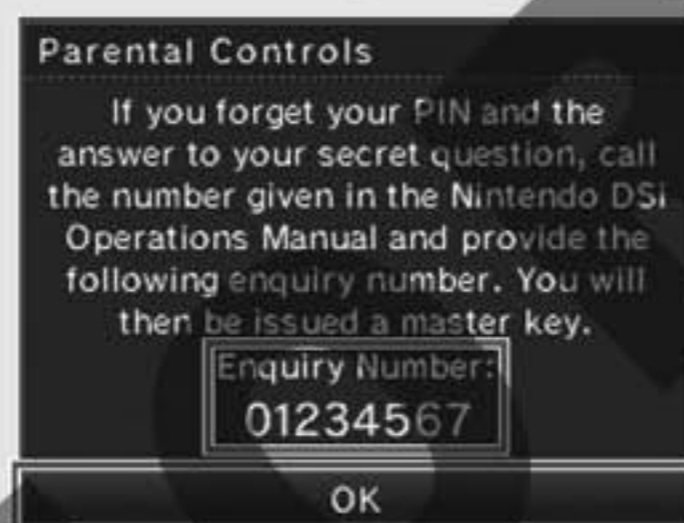 Parental Controls
If you forget your PIN and the
answer to your secret question, call
the number given in the Nintendo DSi
Operations Manual and provide the
following enquiry number. You will
then be issued a master key.
Enquiry Number:
01234567
OK